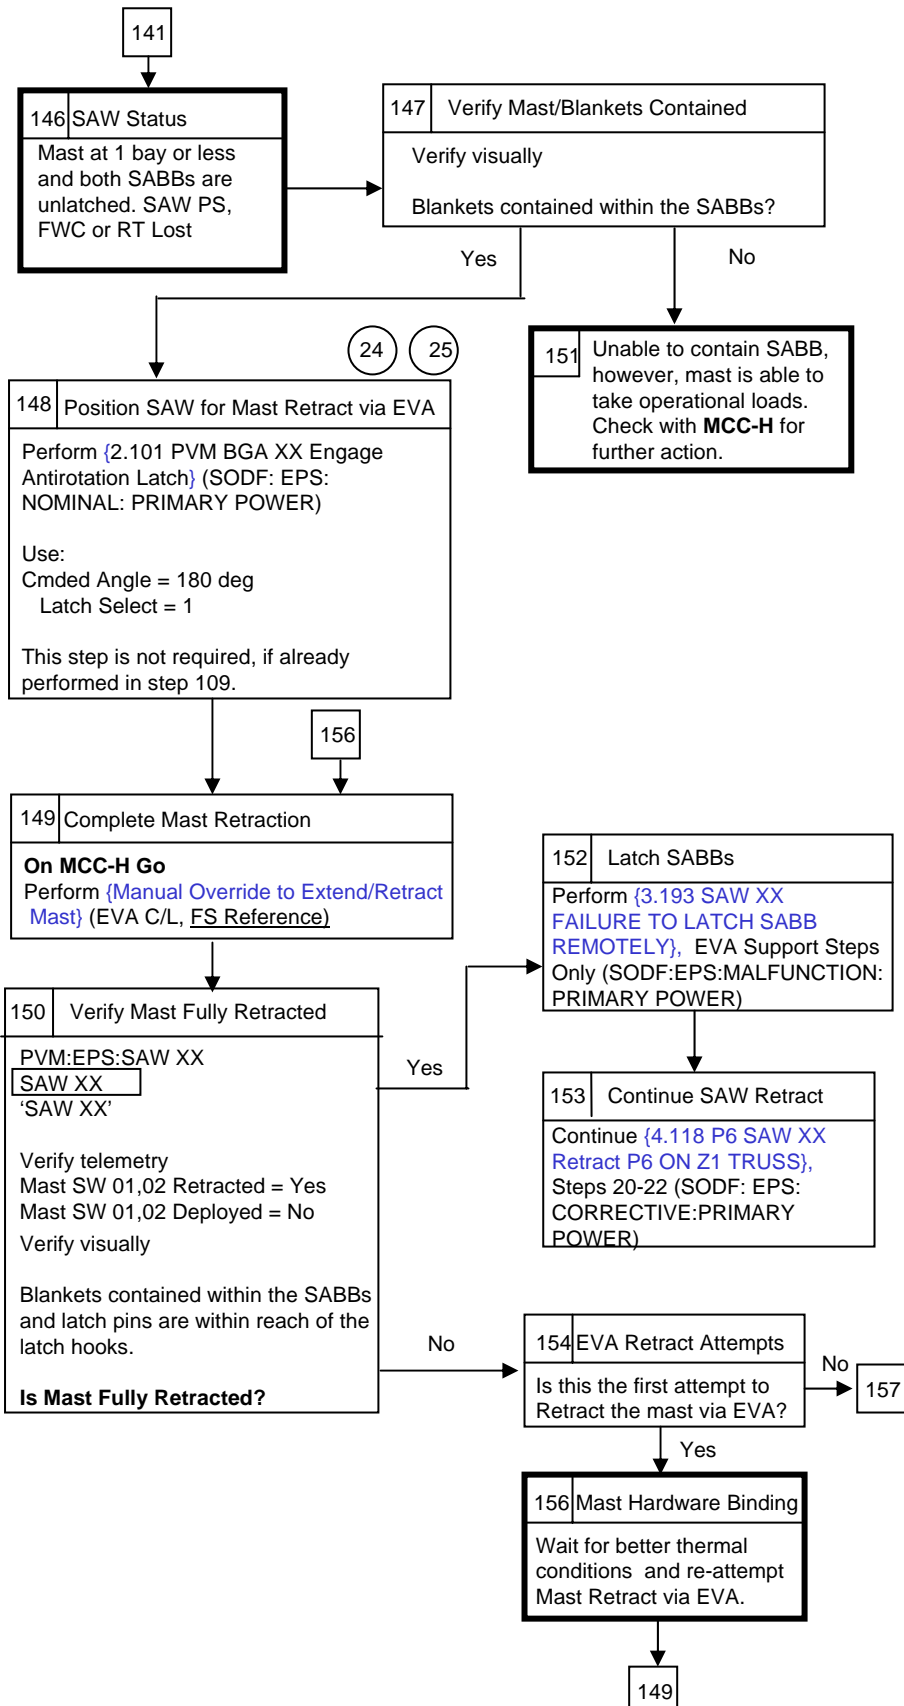 141
146 SAW Status
Mast at 1 bay or less
and both SABBs are
unlatched. SAW PS,
FWC or RT Lost
147 Verify Mast/Blankets Contained
Verify visually
Blankets contained within the SABBs?
Yes
No
151 Unable to contain SABB,
however, mast is able to
take operational loads.
Check with MCC-H for
further action.
24 25
148 Position SAW for Mast Retract via EVA
Perform {2.101 PVM BGA XX Engage
Antirotation Latch} (SODF: EPS:
NOMINAL: PRIMARY POWER)
Use:
Cmded Angle = 180 deg
Latch Select = 1
This step is not required, if already
performed in step 109.
156
149 Complete Mast Retraction
On MCC-H Go
Perform {Manual Override to Extend/Retract
Mast} (EVA C/L, FS Reference)
150 Verify Mast Fully Retracted
PVM:EPS:SAW XX
SAW XX
‘SAW XX’
Verify telemetry
Mast SW 01,02 Retracted = Yes
Mast SW 01,02 Deployed = No
Verify visually
Blankets contained within the SABBs
and latch pins are within reach of the
latch hooks.
Is Mast Fully Retracted?
Yes
152 Latch SABBs
Perform {3.193 SAW XX
FAILURE TO LATCH SABB
REMOTELY}, EVA Support Steps
Only (SODF:EPS:MALFUNCTION:
PRIMARY POWER)
153 Continue SAW Retract
Continue {4.118 P6 SAW XX
Retract P6 ON Z1 TRUSS},
Steps 20-22 (SODF: EPS:
CORRECTIVE:PRIMARY
POWER)
No
154 EVA Retract Attempts
Is this the first attempt to
Retract the mast via EVA?
No
157
Yes
156 Mast Hardware Binding
Wait for better thermal
conditions and re-attempt
Mast Retract via EVA.
149